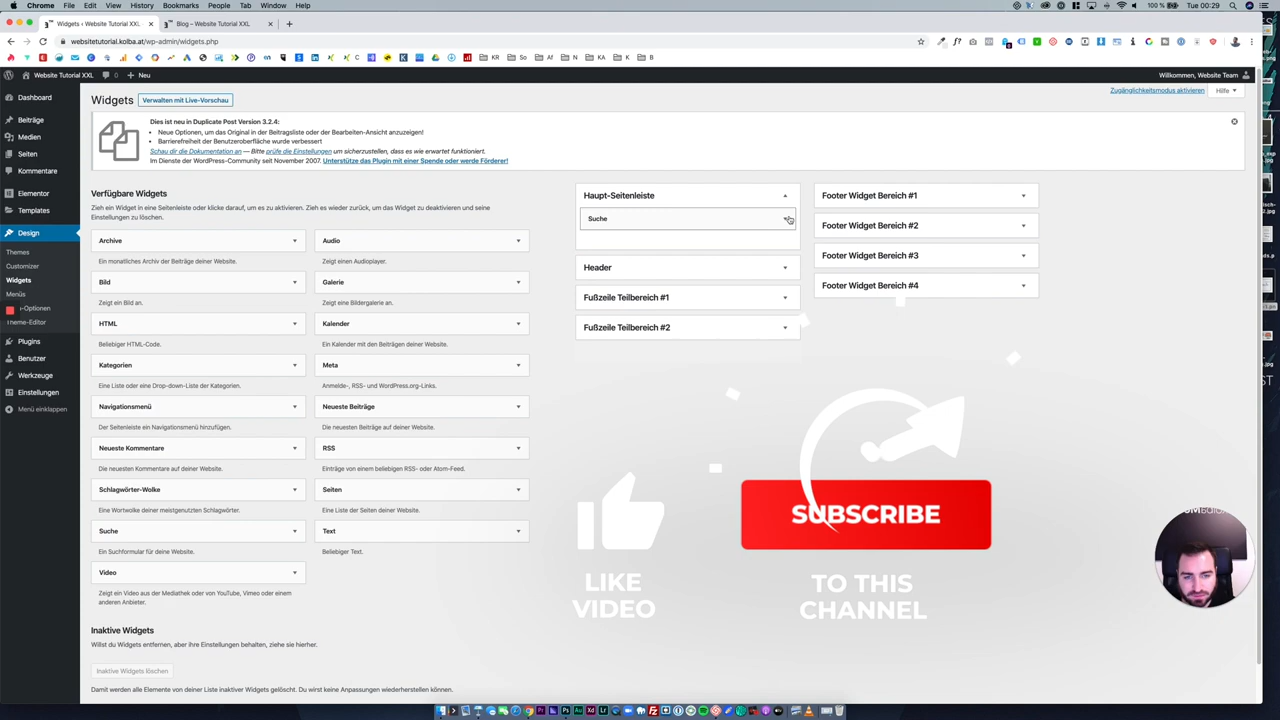 Chrome File Edit View History Bookmarks People Tab Window Help
100 % Tue 00:29
Widgets ‹ Website Tutorial XXL
Blog – Website Tutorial XXL
websitetutorial.kolba.at/wp-admin/widgets.php
KR So Af N KA K B
Website Tutorial XXL 0 Neu
Willkommen, Website Team
Dashboard
Beiträge
Medien
Seiten
Kommentare
Elementor
Templates
Design
Themes
Customizer
Widgets
Menüs
-Optionen
Theme-Editor
Plugins
Benutzer
Werkzeuge
Einstellungen
Menü einklappen
Widgets
Verwalten mit Live-Vorschau
Zugänglichkeitsmodus aktivieren
Hilfe
Dies ist neu in Duplicate Post Version 3.2.4:
Neue Optionen, um das Original in der Beitragsliste oder der Bearbeiten-Ansicht anzuzeigen!
Barrierefreiheit der Benutzeroberfläche wurde verbessert
Schau dir die Dokumentation an — Bitte prüfe die Einstellungen um sicherzustellen, dass es wie erwartet funktioniert.
Im Dienste der WordPress-Community seit November 2007. Unterstütze das Plugin mit einer Spende oder werde Förderer!
Verfügbare Widgets
Zieh ein Widget in eine Seitenleiste oder klicke darauf, um es zu aktivieren. Zieh es wieder zurück, um das Widget zu deaktivieren und seine
Einstellungen zu löschen.
Archive
Ein monatliches Archiv der Beiträge deiner Website.
Audio
Zeigt einen Audioplayer.
Bild
Zeigt ein Bild an.
Galerie
Zeigt eine Bildergalerie an.
HTML
Beliebiger HTML-Code.
Kalender
Ein Kalender mit den Beiträgen deiner Website.
Kategorien
Eine Liste oder eine Drop-down-Liste der Kategorien.
Meta
Anmelde-, RSS- und WordPress.org-Links.
Navigationsmenü
Der Seitenleiste ein Navigationsmenü hinzufügen.
Neueste Beiträge
Die neuesten Beiträge auf deiner Website.
Neueste Kommentare
Die neuesten Kommentare auf deiner Website.
RSS
Einträge von einem beliebigen RSS- oder Atom-Feed.
Schlagwörter-Wolke
Eine Wortwolke deiner meistgenutzten Schlagwörter.
Seiten
Eine Liste der Seiten deiner Website.
Suche
Ein Suchformular für deine Website.
Text
Beliebiger Text.
Video
Zeigt ein Video aus der Mediathek oder von YouTube, Vimeo oder einem
anderen Anbieter.
Inaktive Widgets
Willst du Widgets entfernen, aber ihre Einstellungen behalten, ziehe sie hierher.
Inaktive Widgets löschen
Damit werden alle Elemente von deiner Liste inaktiver Widgets gelöscht. Du wirst keine Anpassungen wiederherstellen können.
Haupt-Seitenleiste
Suche
Header
Fußzeile Teilbereich #1
Fußzeile Teilbereich #2
Footer Widget Bereich #1
Footer Widget Bereich #2
Footer Widget Bereich #3
Footer Widget Bereich #4
LIKE
VIDEO
SUBSCRIBE
TO THIS
CHANNEL